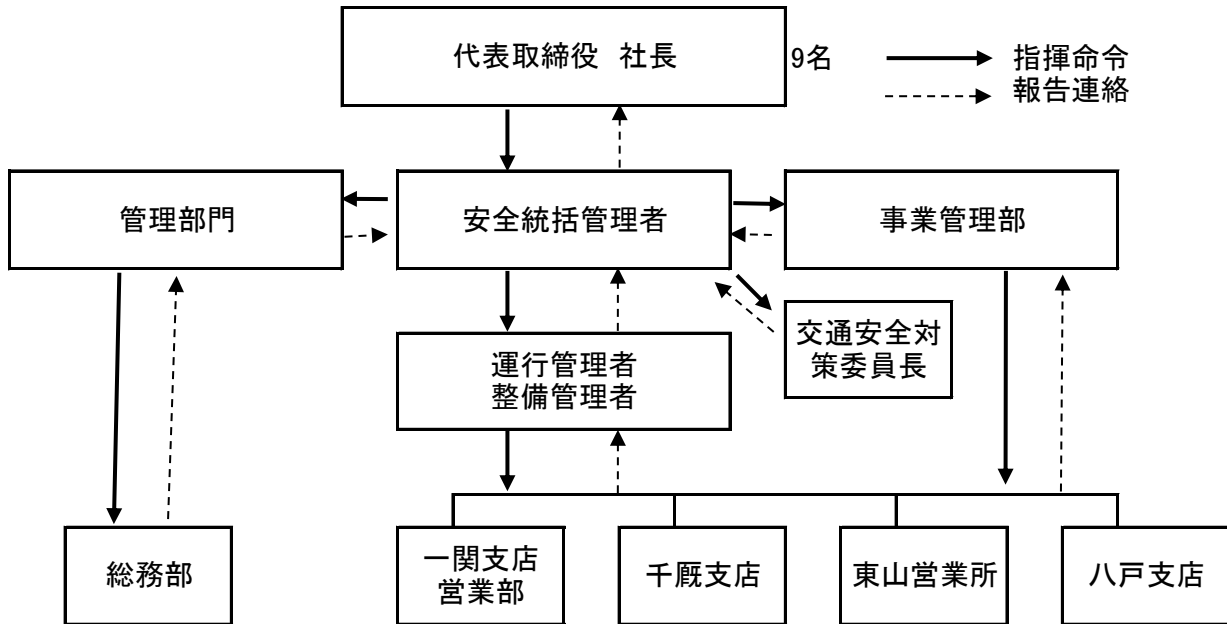 代表取締役 社長
9名
指揮命令
報告連絡
管理部門
安全統括管理者
事業管理部
交通安全対
策委員長
運行管理者
整備管理者
総務部
一関支店
営業部
千厩支店
東山営業所
八戸支店